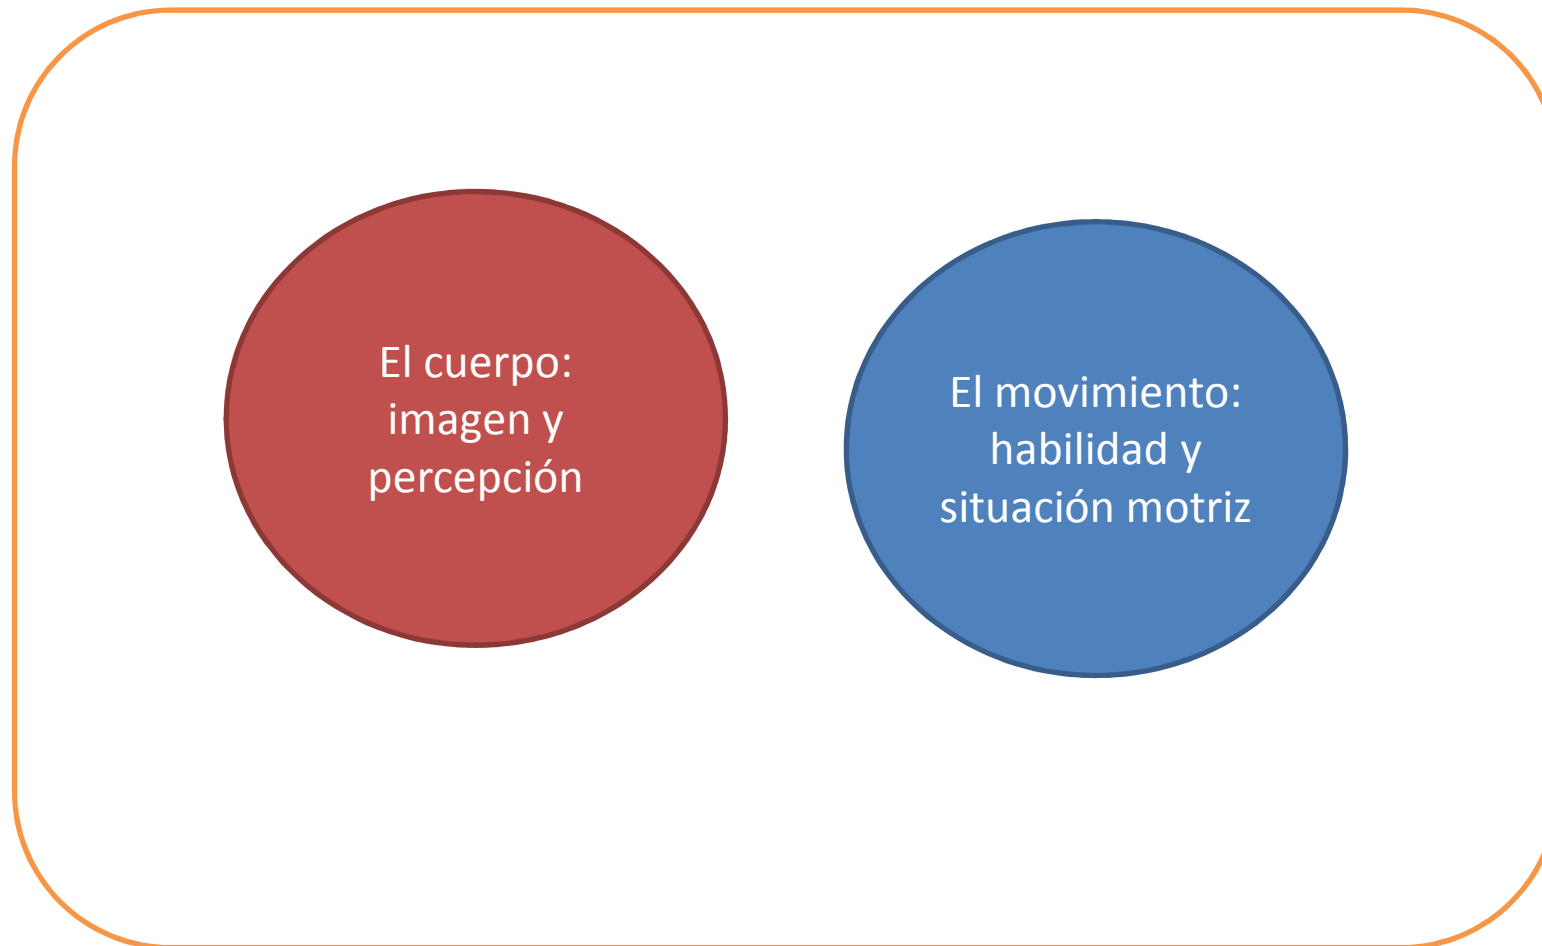 El cuerpo:
imagen y
percepción
El movimiento:
habilidad y
situación motriz